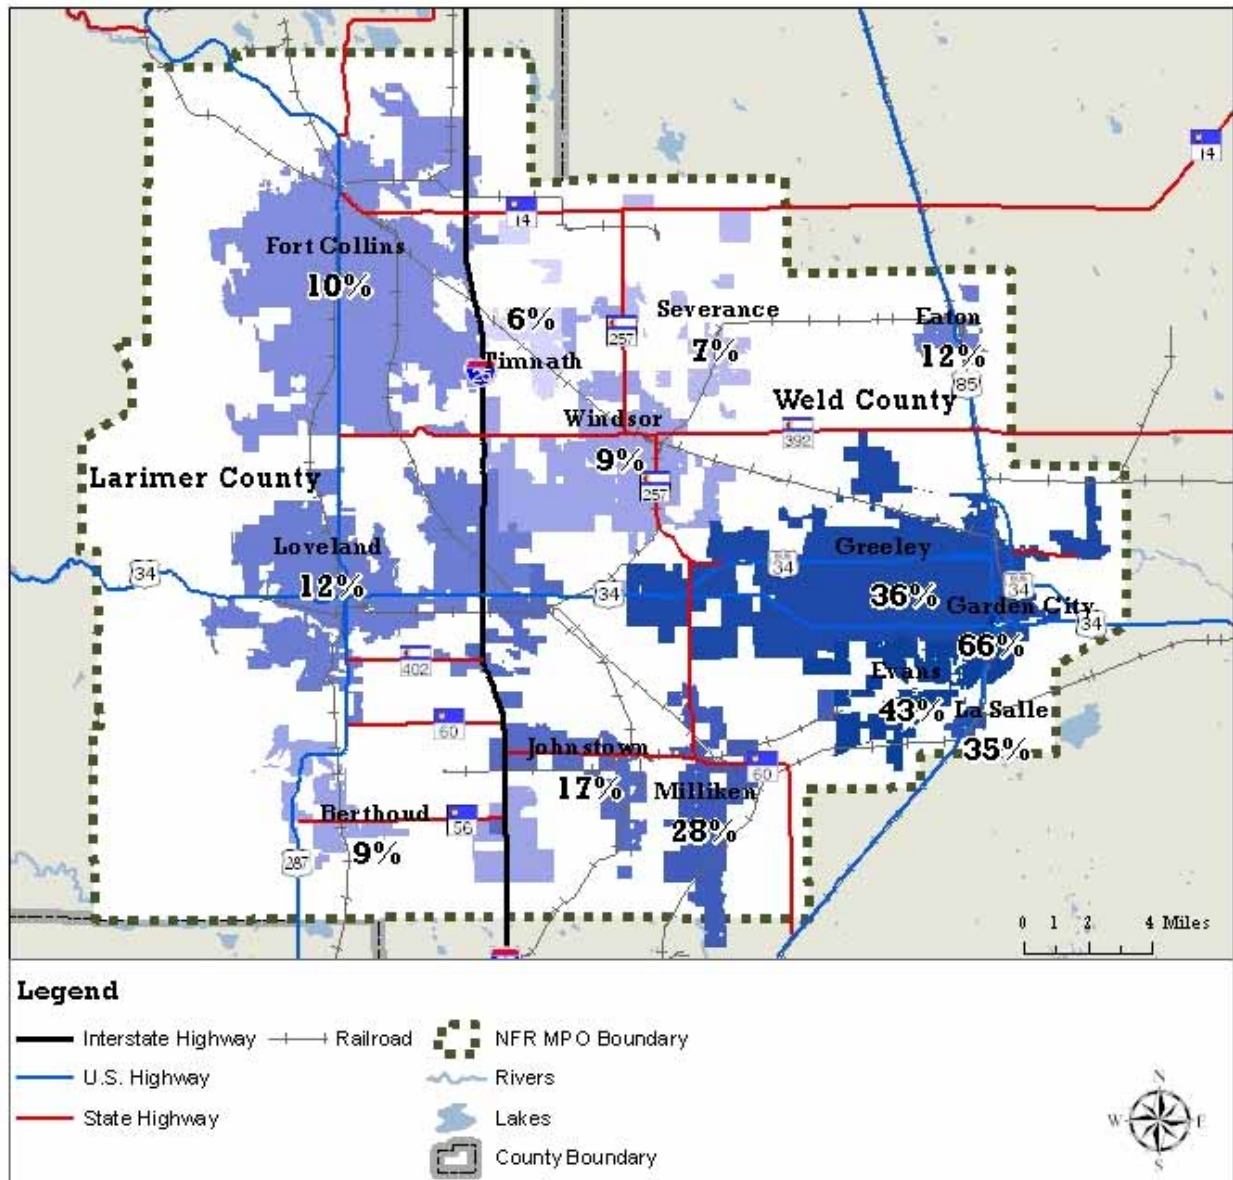 14
14
Fort Collins
10%
6%
Severance
257
Eaton
7%
12%
Timnath
25
85
Weld County
Windsor
392
9%
Larimer County
257
Loveland
Greeley
34
34
12%
34
36%
34
Garden City
34
66%
402
Evans
43%
La Salle
60
35%
Johnstown
60
17%
Milliken
Berthoud
56
28%
9%
287
0 1 2 4 Miles
Legend
Interstate Highway
Railroad
NFR MPO Boundary
U.S. Highway
Rivers
State Highway
Lakes
County Boundary
N
W E
S